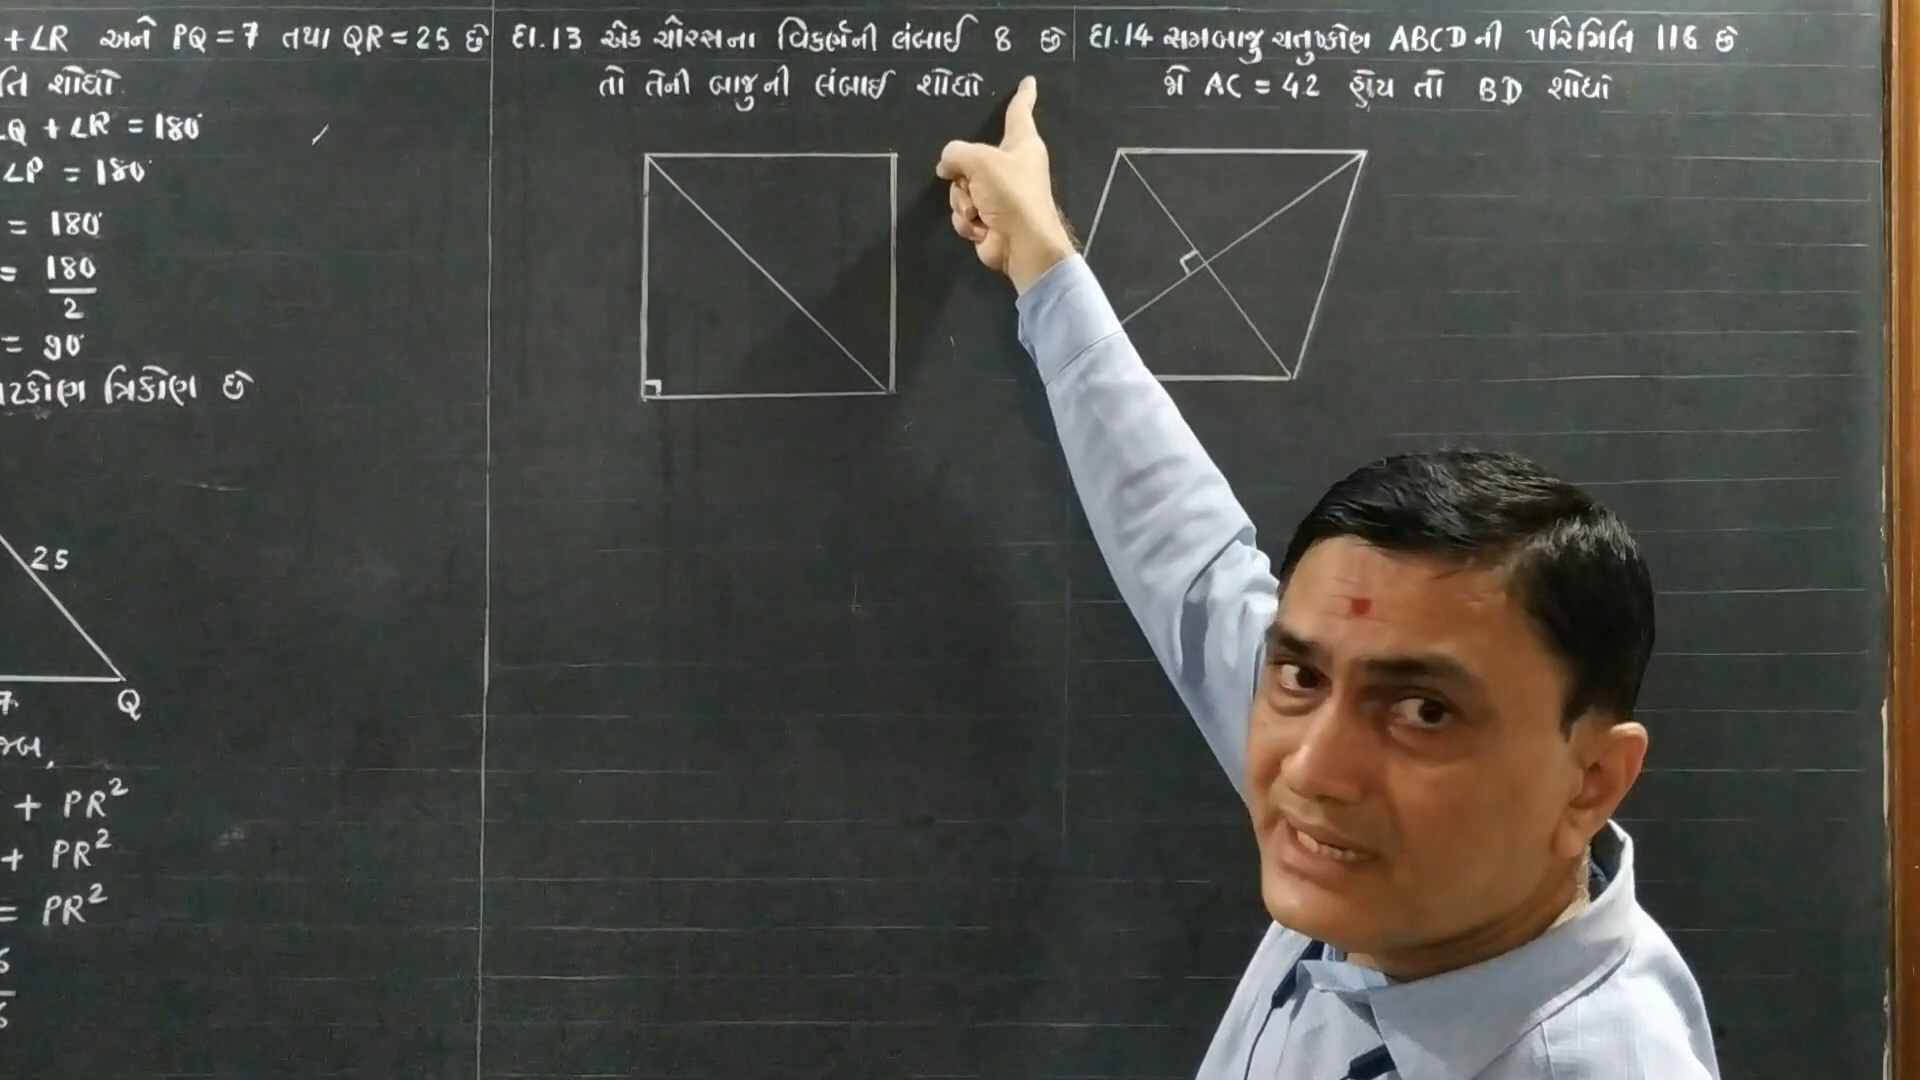 + ∠R અને PQ = 7 તથા QR = 25 છે
તિ શોધો.
∠Q + ∠R = 180°
∠P = 180°
= 180°
= 180
2
= 90°
ાટકોણ ત્રિકોણ છે
25
7
Q
+ PR²
+ PR²
= PR²
દા.13 એક ચોરસના વિકર્ણની લંબાઈ 8 છે
તો તેની બાજુની લંબાઈ શોધો.
દા.14 સમબાજુ ચતુષ્કોણ ABCD ની પરિમિતિ 116 છે
જો AC = 42 હોય તો BD શોધો